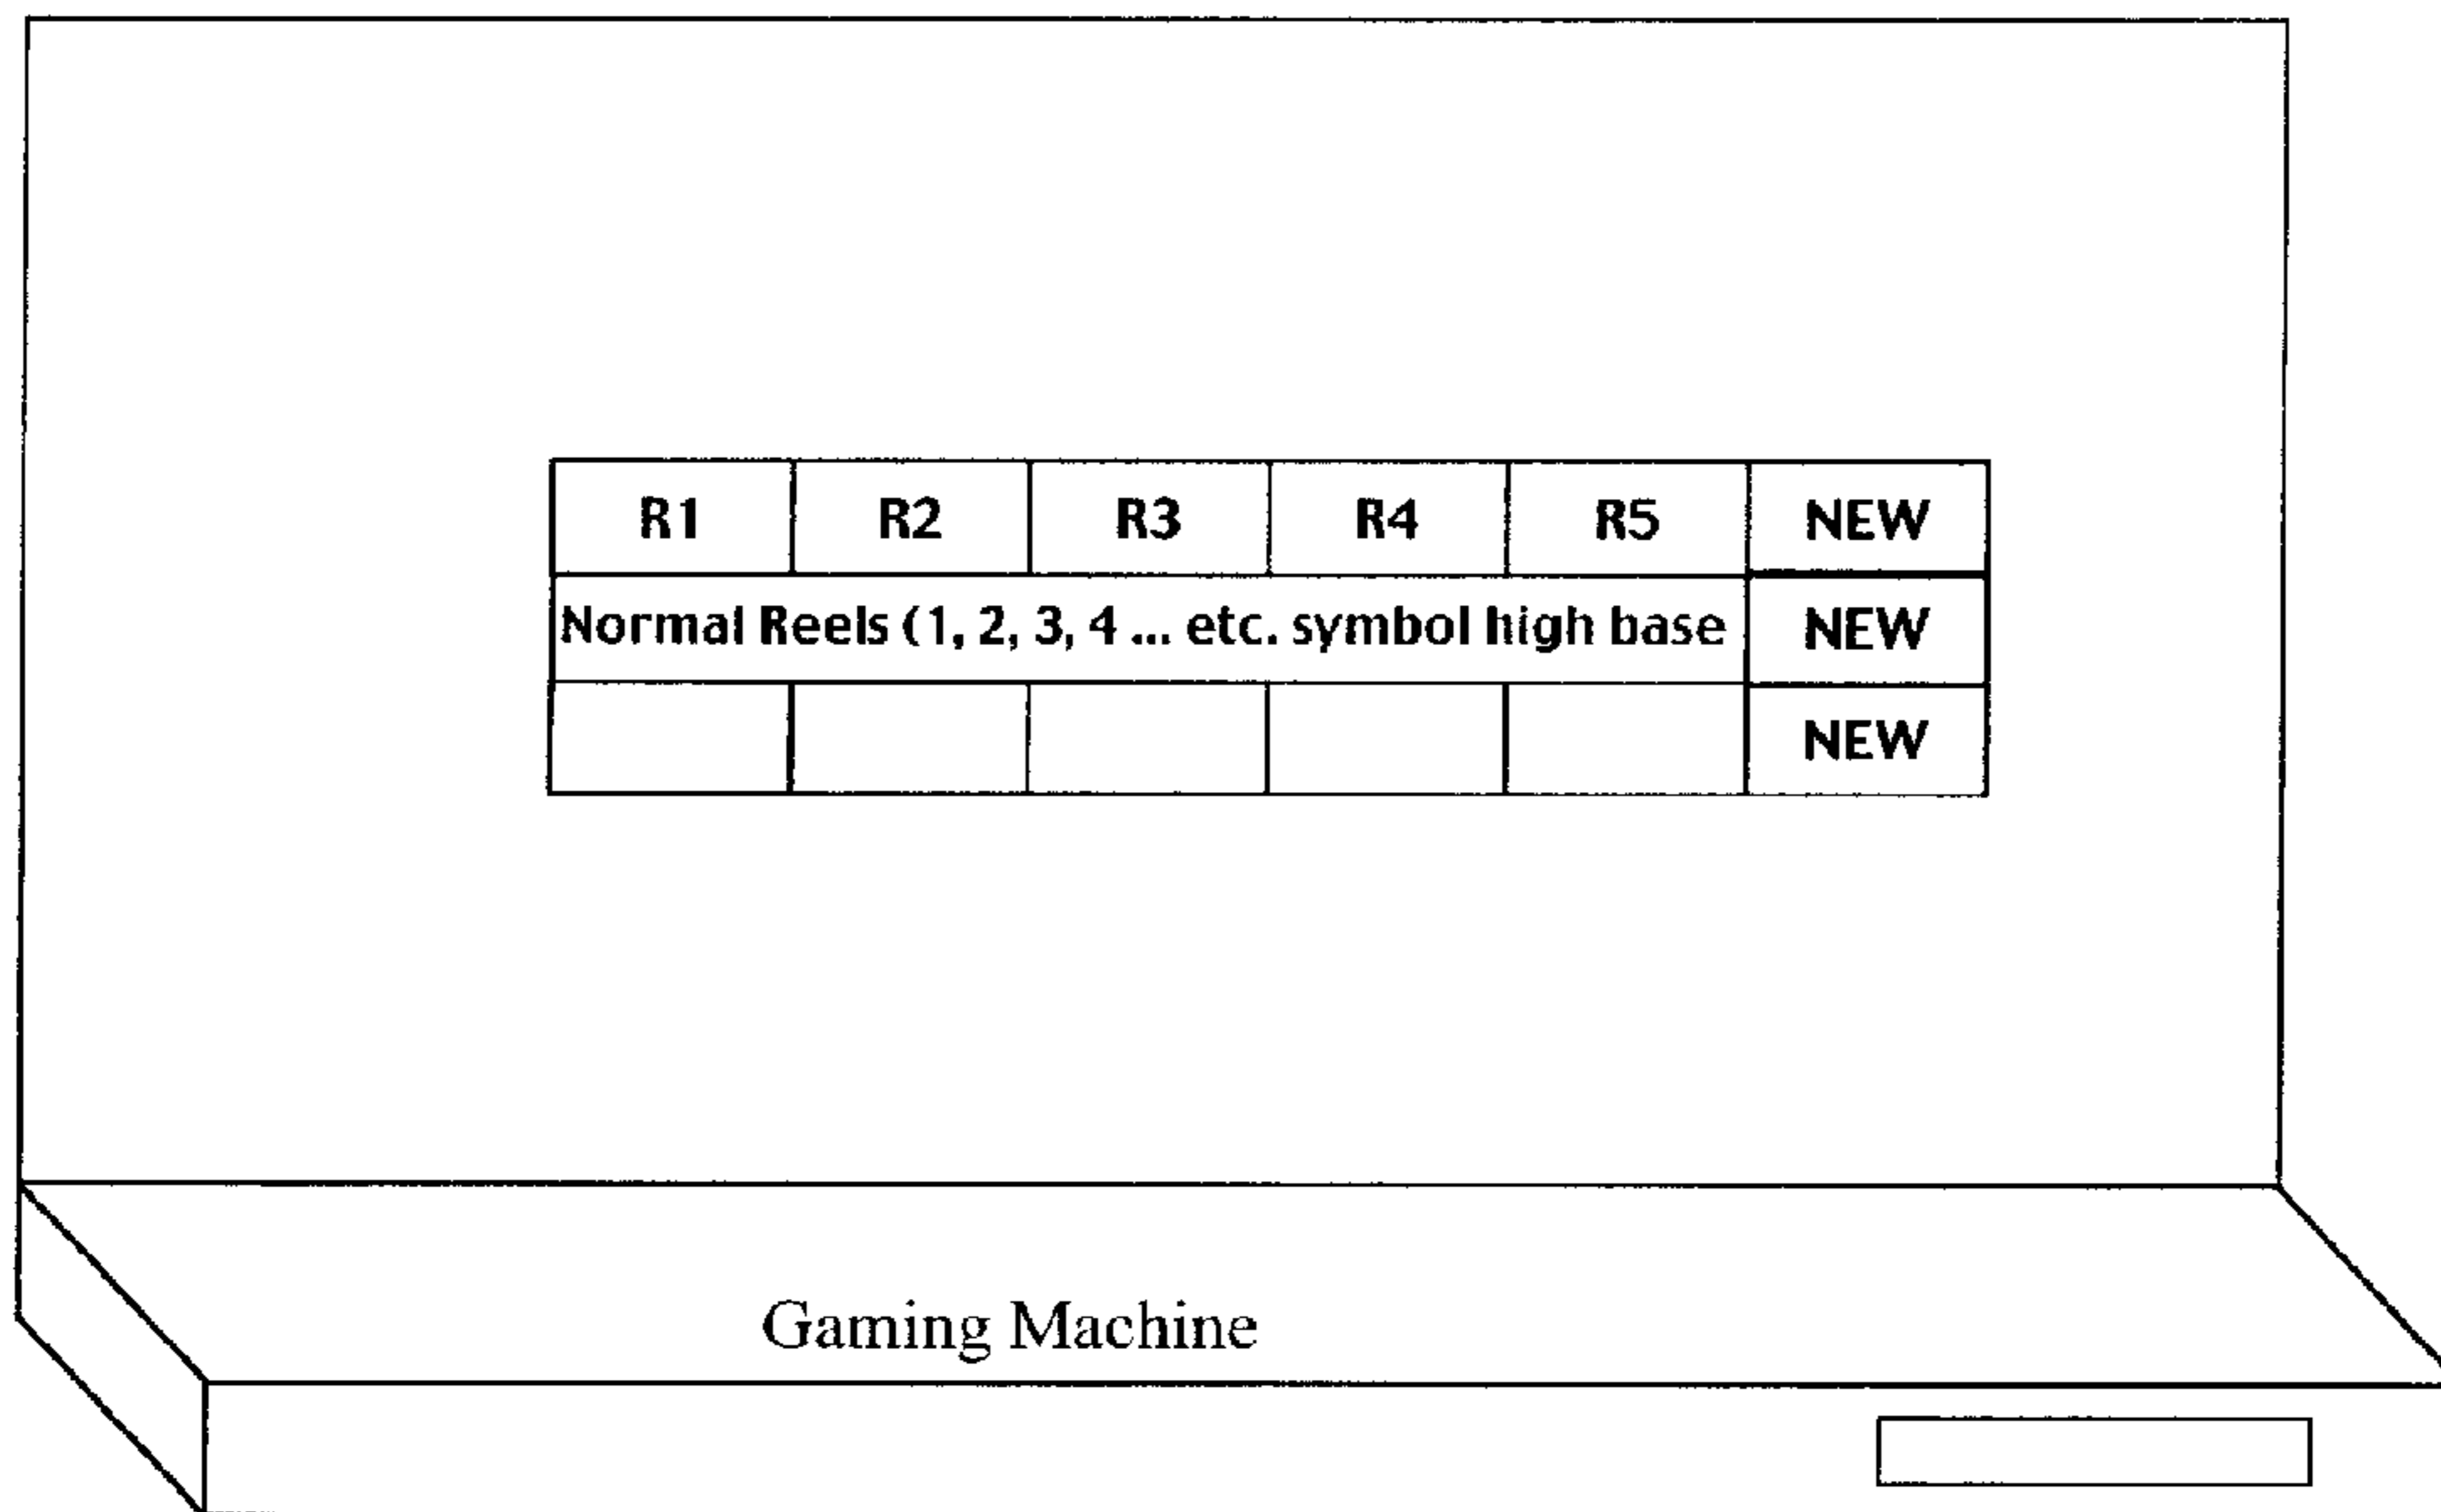 R1 R2 R3 R4 R5 NEW
Normal Reels (1, 2, 3, 4 ... etc. symbol high base NEW
NEW
Gaming Machine